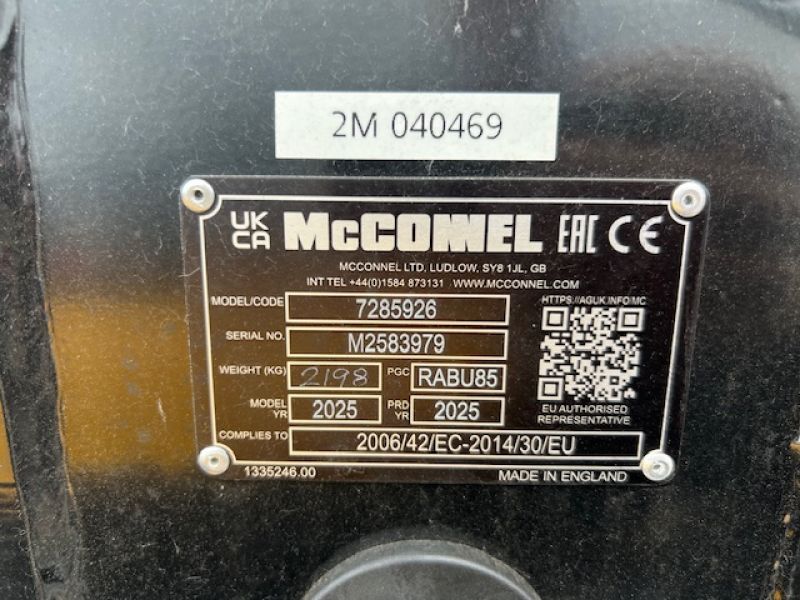 2M 040469
UK CA McCONNEL EAC CE
MCCONNEL LTD, LUDLOW, SY8 1JL, GB
INT TEL +44(0)1584 873131 WWW.MCCONNEL.COM
MODEL/CODE 7285926 HTTPS://AGUK.INFO/MC
SERIAL NO. M2583979
WEIGHT (KG) 2198 PGC RABU85
MODEL YR 2025 PRD YR 2025
EU AUTHORISED
REPRESENTATIVE
COMPLIES TO 2006/42/EC-2014/30/EU
1335246.00 MADE IN ENGLAND